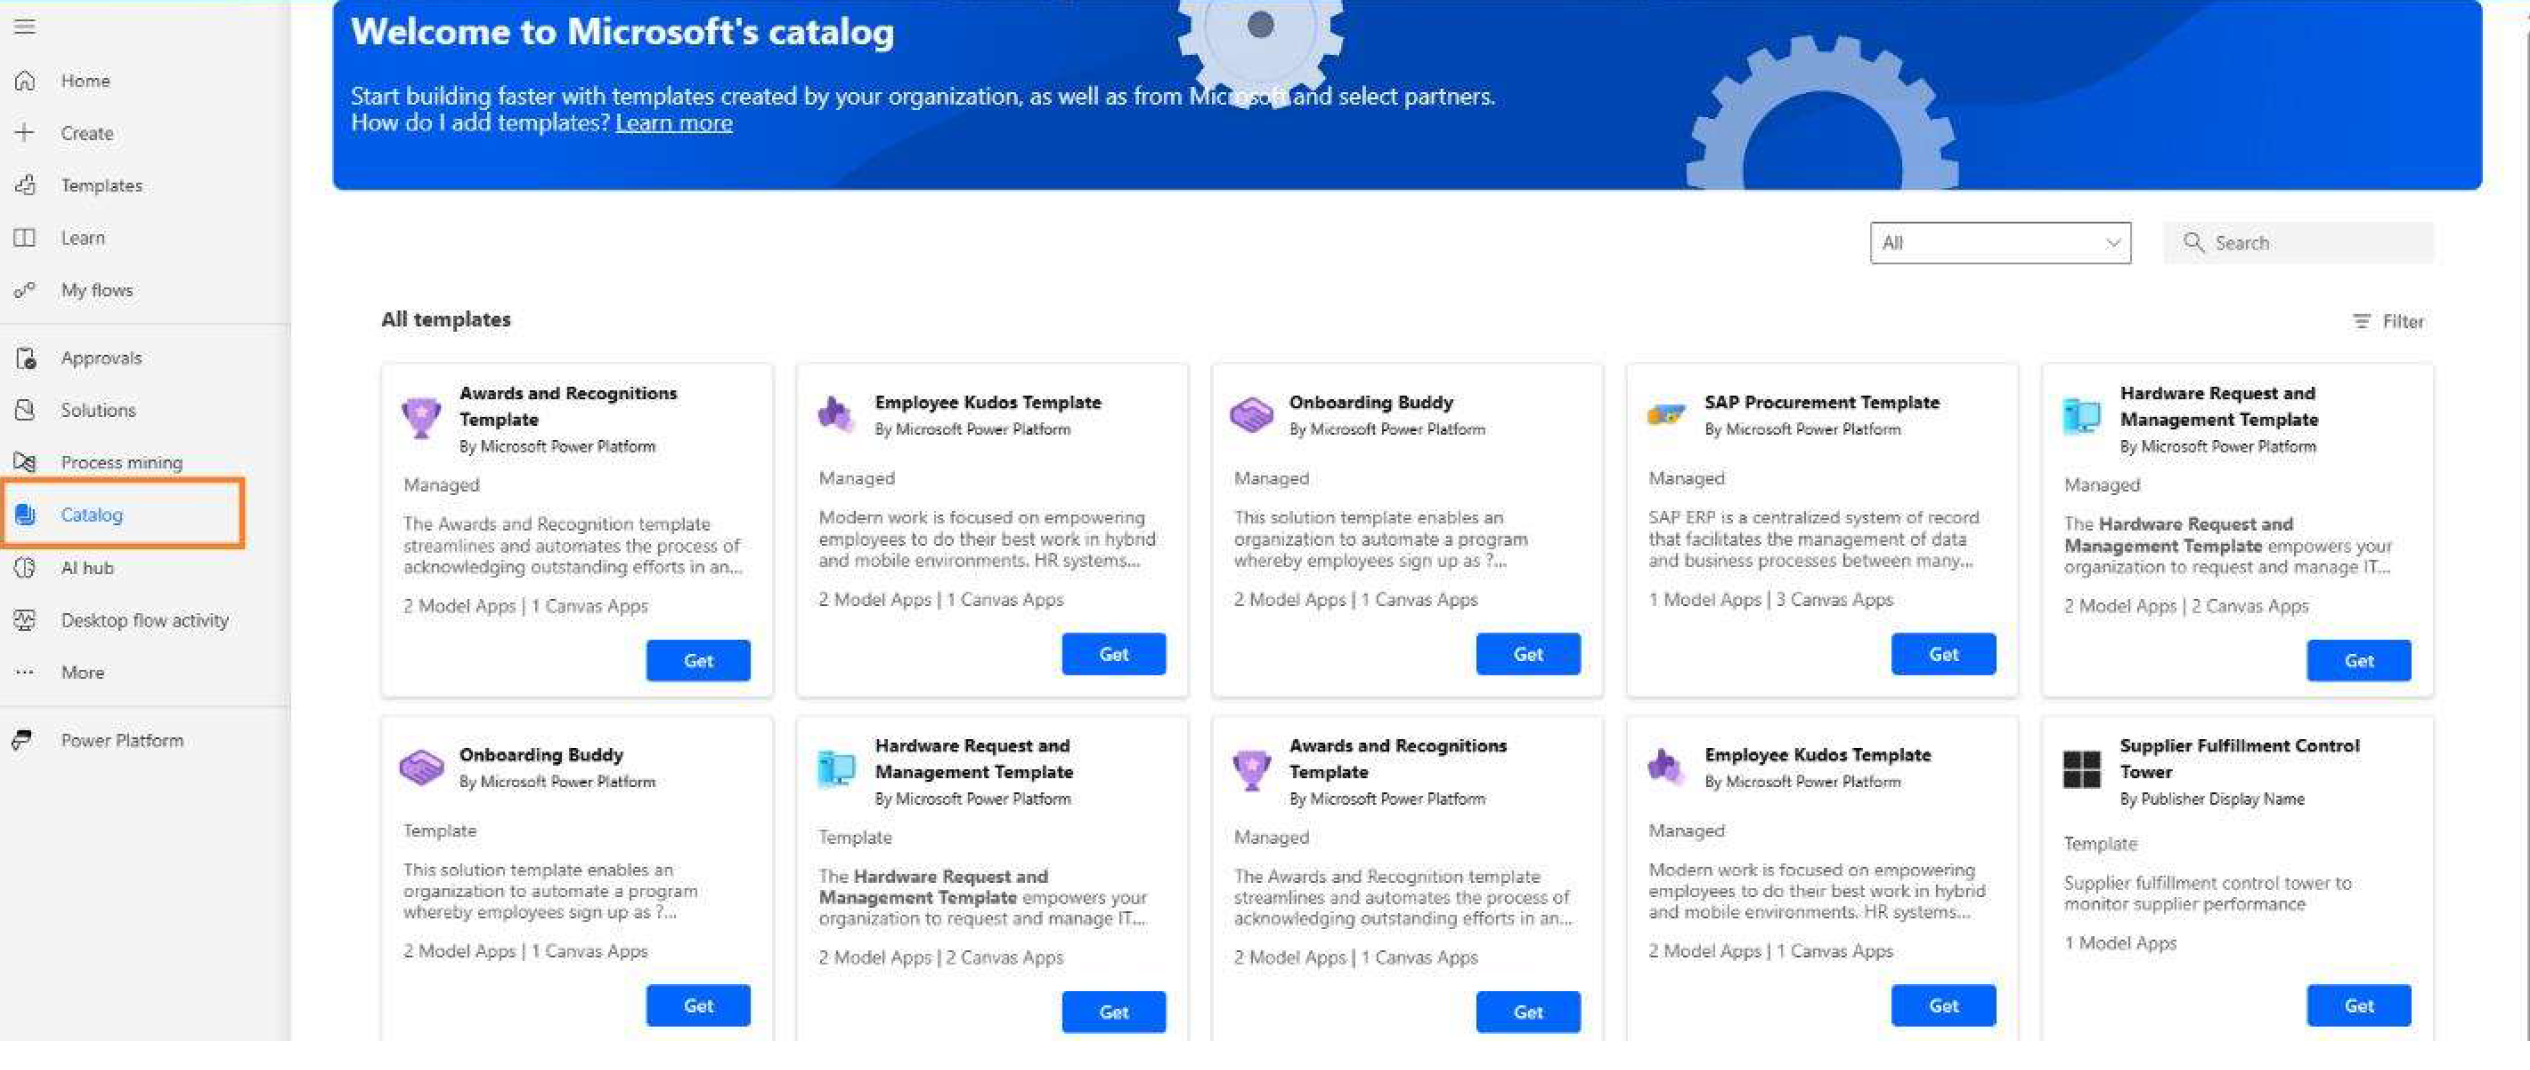 Welcome to Microsoft's catalog
Start building faster with templates created by your organization, as well as from Microsoft and select partners.
How do I add templates? Learn more
Home
Create
Templates
Learn
My flows
Approvals
Solutions
Process mining
Catalog
AI hub
Desktop flow activity
More
Power Platform
All
Search
All templates
Filter
Awards and Recognitions
Template
By Microsoft Power Platform
Managed
The Awards and Recognition template
streamlines and automates the process of
acknowledging outstanding efforts in an...
2 Model Apps | 1 Canvas Apps
Get
Employee Kudos Template
By Microsoft Power Platform
Managed
Modern work is focused on empowering
employees to do their best work in hybrid
and mobile environments. HR systems...
2 Model Apps | 1 Canvas Apps
Get
Onboarding Buddy
By Microsoft Power Platform
Managed
This solution template enables an
organization to automate a program
whereby employees sign up as ?...
2 Model Apps | 1 Canvas Apps
Get
SAP Procurement Template
By Microsoft Power Platform
Managed
SAP ERP is a centralized system of record
that facilitates the management of data
and business processes between many...
1 Model Apps | 3 Canvas Apps
Get
Hardware Request and
Management Template
By Microsoft Power Platform
Managed
The Hardware Request and
Management Template empowers your
organization to request and manage IT...
2 Model Apps | 2 Canvas Apps
Get
Onboarding Buddy
By Microsoft Power Platform
Template
This solution template enables an
organization to automate a program
whereby employees sign up as ?...
2 Model Apps | 1 Canvas Apps
Get
Hardware Request and
Management Template
By Microsoft Power Platform
Template
The Hardware Request and
Management Template empowers your
organization to request and manage IT...
2 Model Apps | 2 Canvas Apps
Get
Awards and Recognitions
Template
By Microsoft Power Platform
Managed
The Awards and Recognition template
streamlines and automates the process of
acknowledging outstanding efforts in an...
2 Model Apps | 1 Canvas Apps
Get
Employee Kudos Template
By Microsoft Power Platform
Managed
Modern work is focused on empowering
employees to do their best work in hybrid
and mobile environments. HR systems...
2 Model Apps | 1 Canvas Apps
Get
Supplier Fulfillment Control
Tower
By Publisher Display Name
Template
Supplier fulfillment control tower to
monitor supplier performance
1 Model Apps
Get